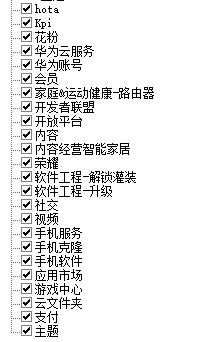 hota
Kpi
花粉
华为云服务
华为账号
会员
家庭&运动健康-路由器
开发者联盟
开放平台
内容
内容经营智能家居
荣耀
软件工程-解锁灌装
软件工程-升级
社交
视频
手机服务
手机克隆
手机软件
应用市场
游戏中心
云文件夹
支付
主题